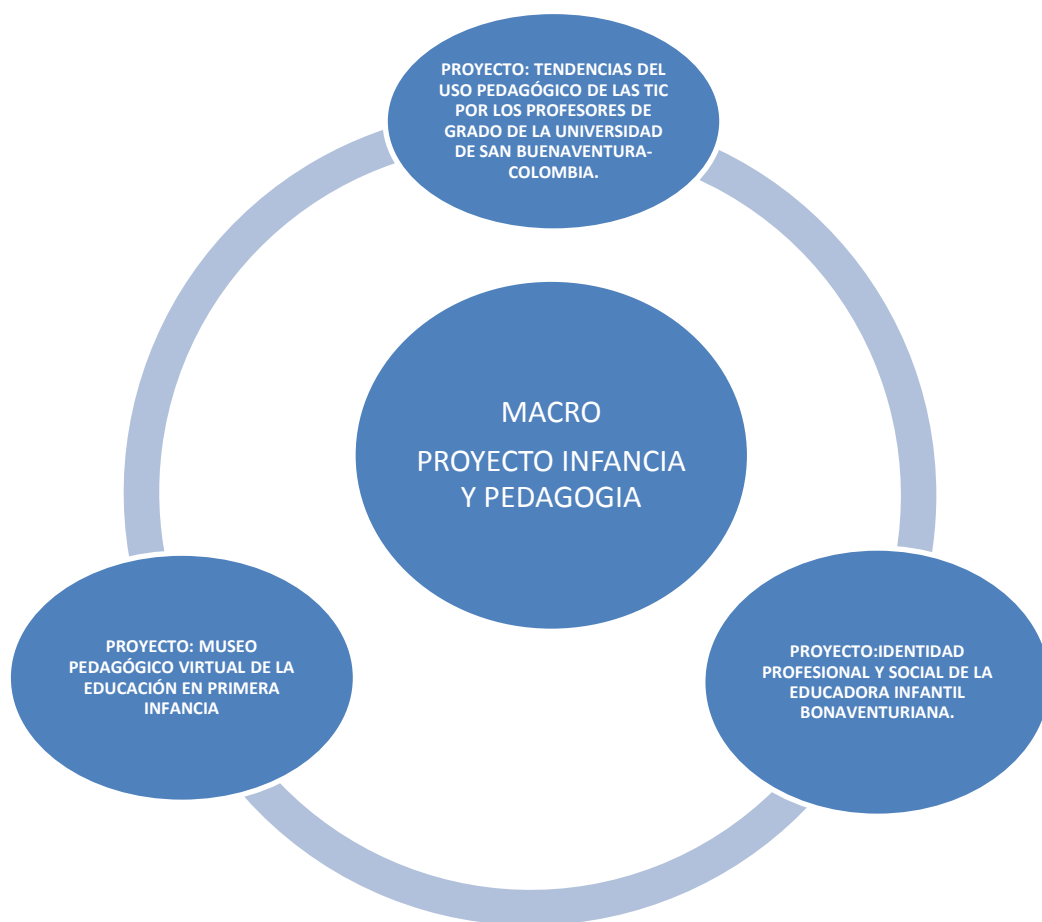 PROYECTO: TENDENCIAS DEL
USO PEDAGÓGICO DE LAS TIC
POR LOS PROFESORES DE
GRADO DE LA UNIVERSIDAD
DE SAN BUENAVENTURA-
COLOMBIA.
MACRO
PROYECTO INFANCIA
Y PEDAGOGIA
PROYECTO: MUSEO
PEDAGÓGICO VIRTUAL DE LA
EDUCACIÓN EN PRIMERA
INFANCIA
PROYECTO:IDENTIDAD
PROFESIONAL Y SOCIAL DE LA
EDUCADORA INFANTIL
BONAVENTURIANA.